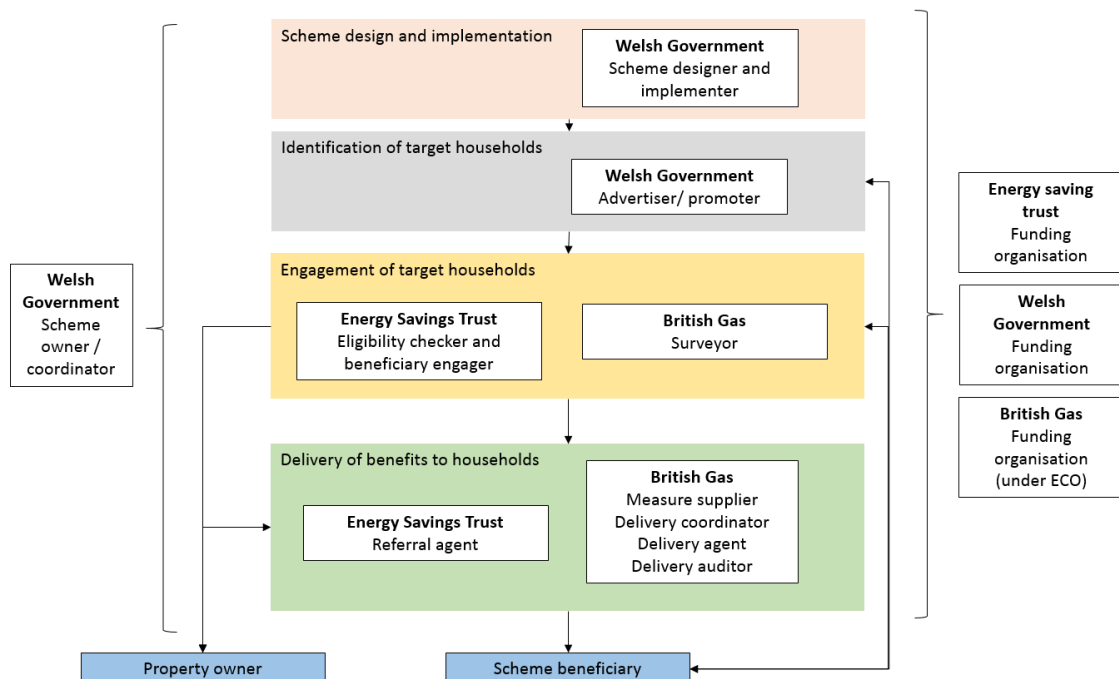 Scheme design and implementation
Welsh Government
Scheme designer and
implementer
Identification of target households
Welsh Government
Advertiser/ promoter
Engagement of target households
Energy Savings Trust
Eligibility checker and
beneficiary engager
British Gas
Surveyor
Delivery of benefits to households
Energy Savings Trust
Referral agent
British Gas
Measure supplier
Delivery coordinator
Delivery agent
Delivery auditor
Welsh
Government
Scheme
owner /
coordinator
Energy saving
trust
Funding
organisation
Welsh
Government
Funding
organisation
British Gas
Funding
organisation
(under ECO)
Property owner
Scheme beneficiary